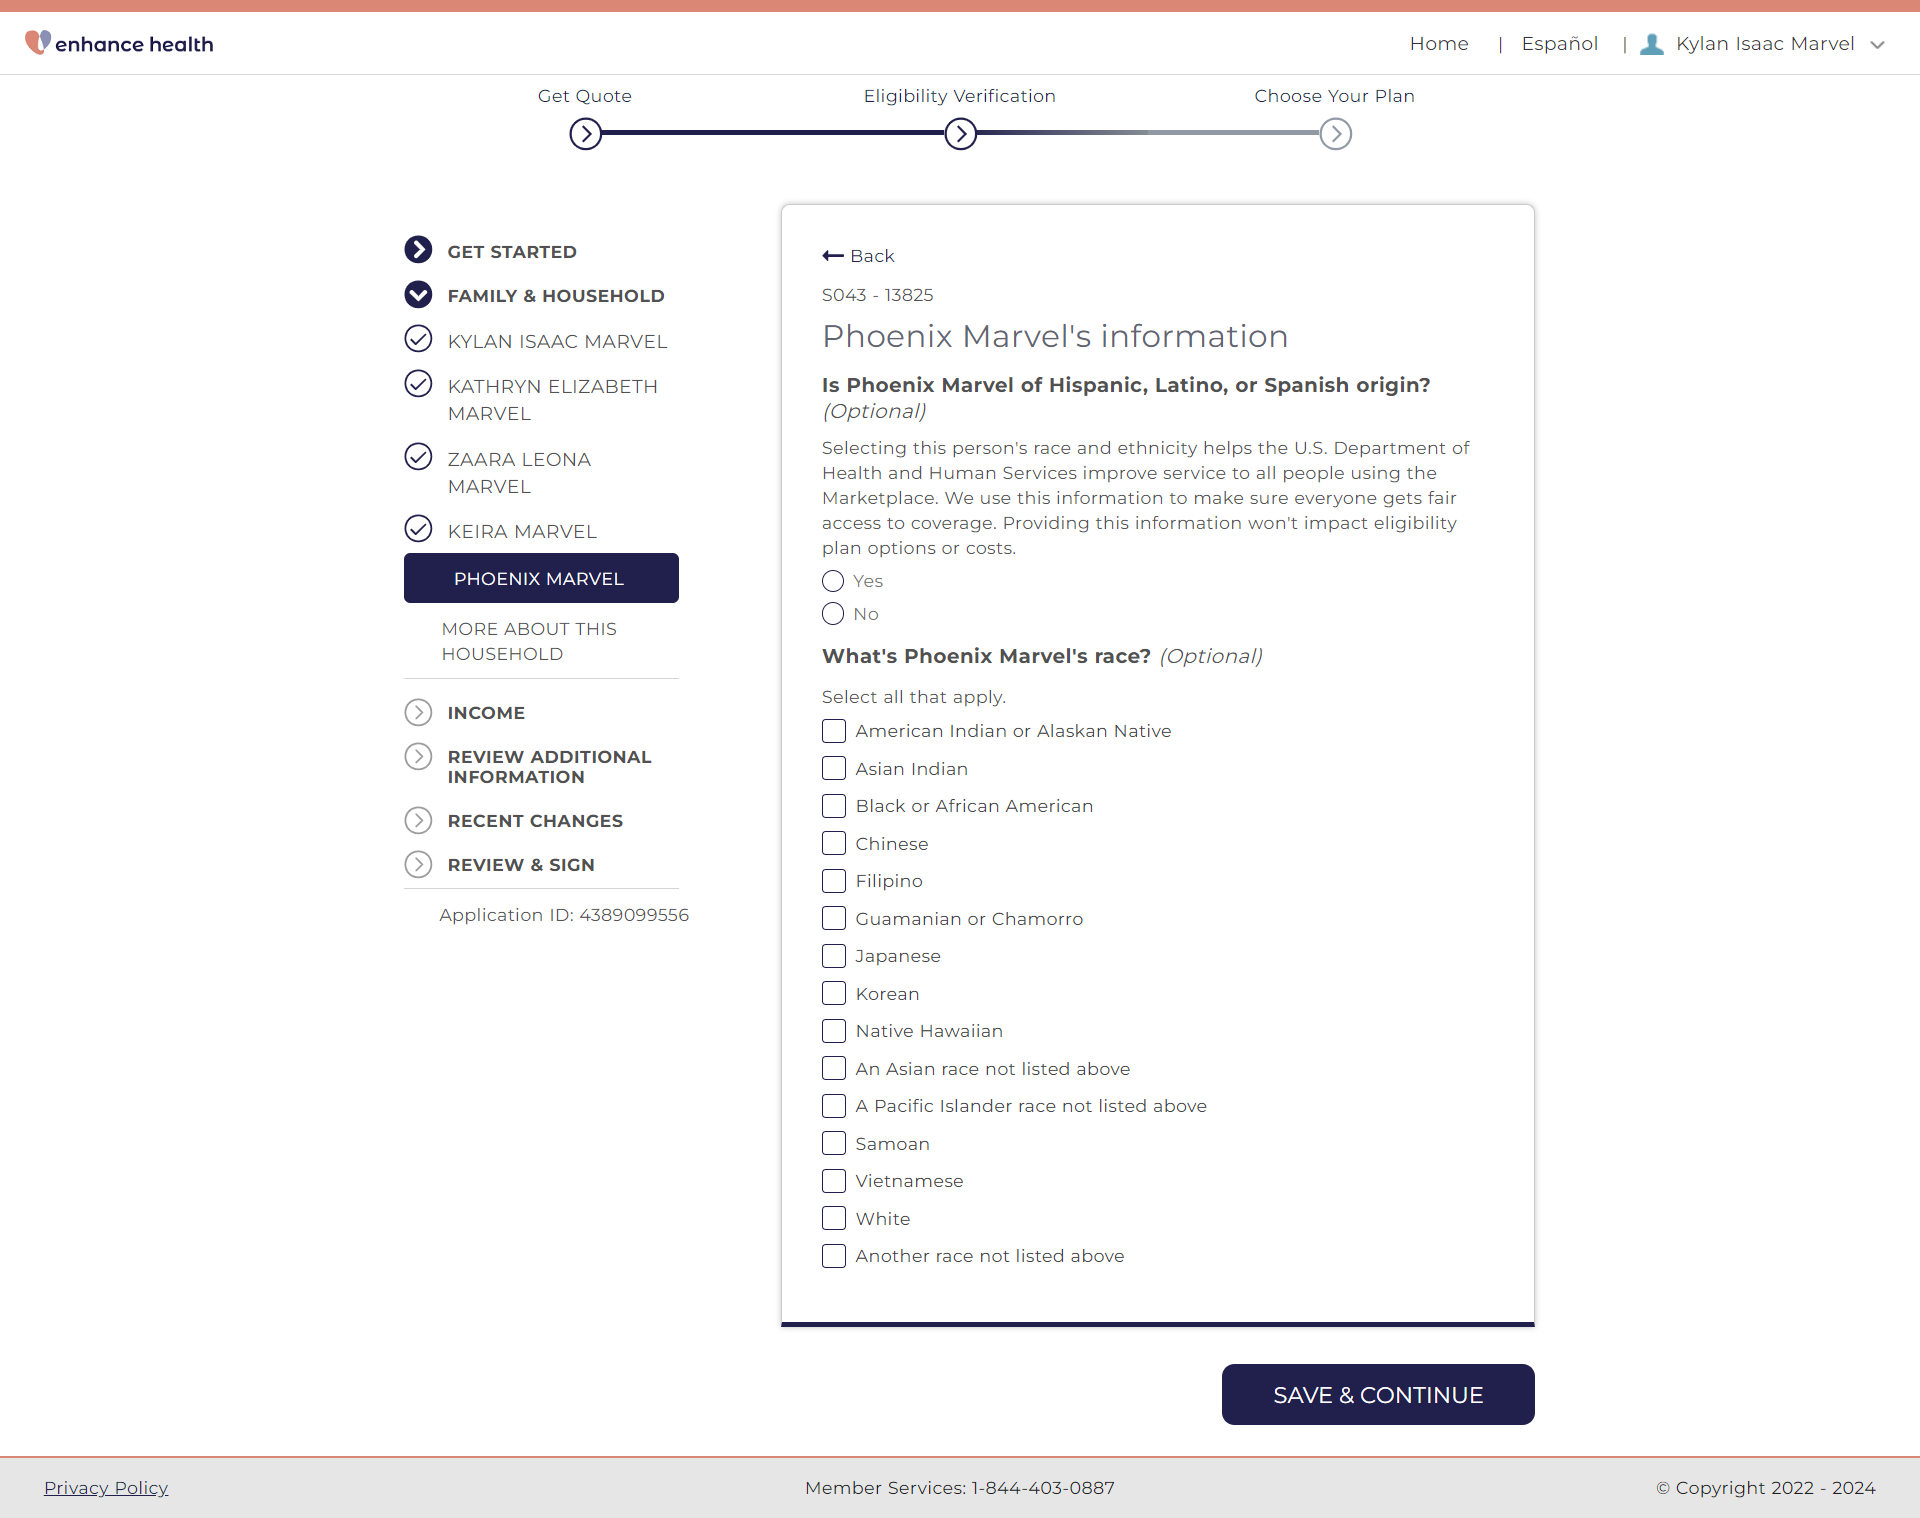 enhance health
Home | Español | Kylan Isaac Marvel
Get Quote
Eligibility Verification
Choose Your Plan
GET STARTED
FAMILY & HOUSEHOLD
KYLAN ISAAC MARVEL
KATHRYN ELIZABETH
MARVEL
ZAARA LEONA
MARVEL
KEIRA MARVEL
PHOENIX MARVEL
MORE ABOUT THIS
HOUSEHOLD
INCOME
REVIEW ADDITIONAL
INFORMATION
RECENT CHANGES
REVIEW & SIGN
Application ID: 4389099556
Back
S043 - 13825
Phoenix Marvel's information
Is Phoenix Marvel of Hispanic, Latino, or Spanish origin?
(Optional)
Selecting this person's race and ethnicity helps the U.S. Department of
Health and Human Services improve service to all people using the
Marketplace. We use this information to make sure everyone gets fair
access to coverage. Providing this information won't impact eligibility
plan options or costs.
Yes
No
What's Phoenix Marvel's race? (Optional)
Select all that apply.
American Indian or Alaskan Native
Asian Indian
Black or African American
Chinese
Filipino
Guamanian or Chamorro
Japanese
Korean
Native Hawaiian
An Asian race not listed above
A Pacific Islander race not listed above
Samoan
Vietnamese
White
Another race not listed above
SAVE & CONTINUE
Privacy Policy
Member Services: 1-844-403-0887
© Copyright 2022 - 2024